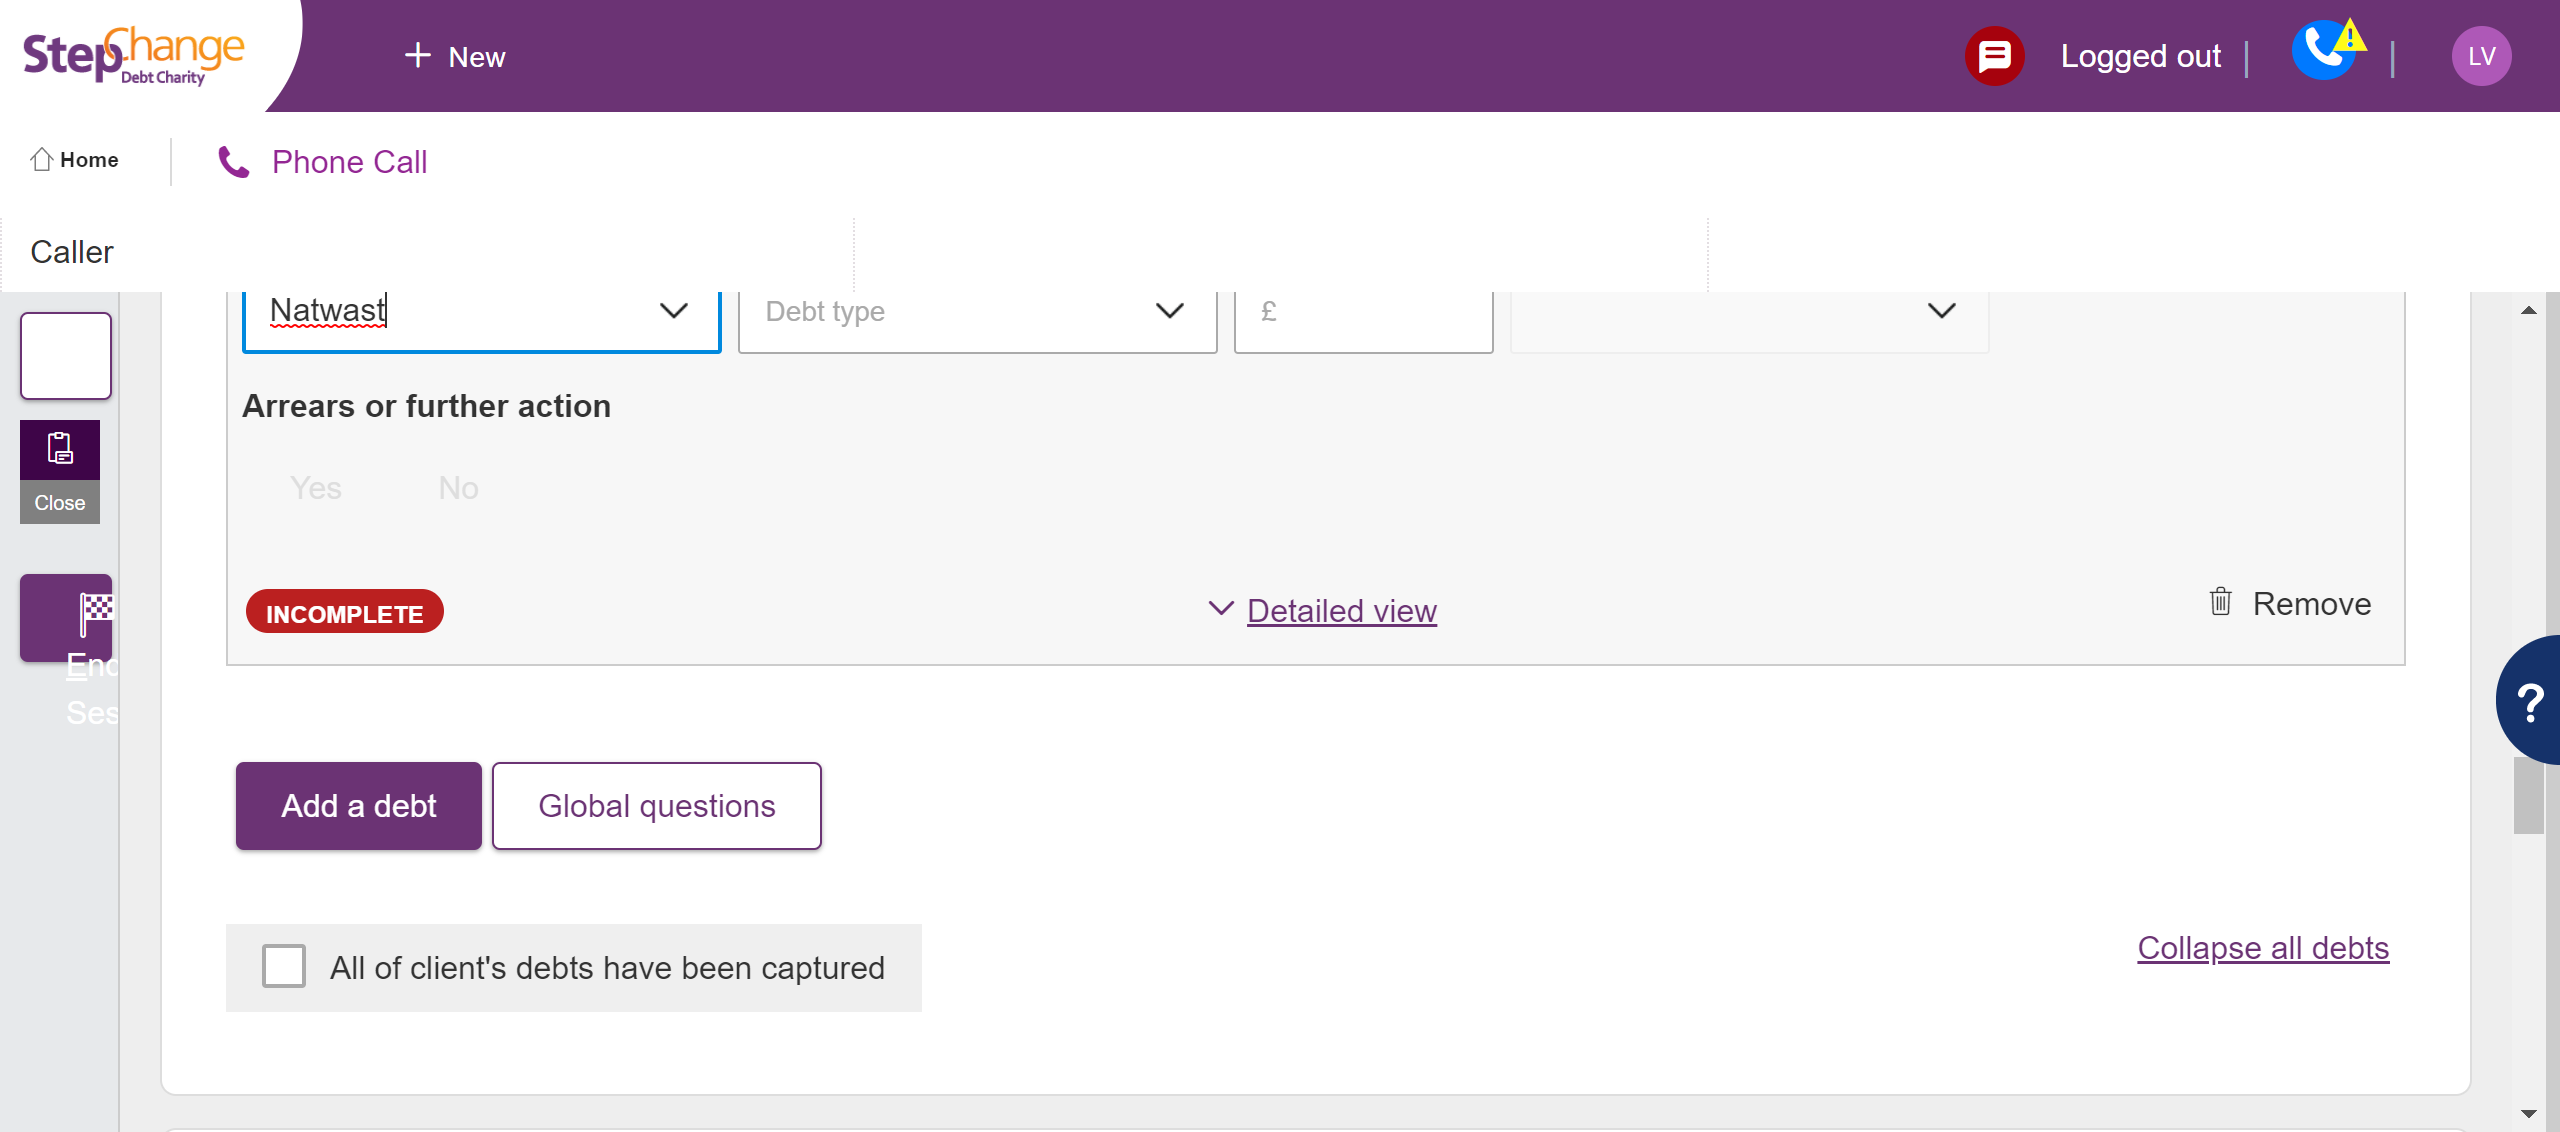 StepChange
Debt Charity
+ New
Logged out
LV
Home
Phone Call
Caller
Natwast
Debt type
£
Arrears or further action
Yes
No
Close
INCOMPLETE
Detailed view
Remove
End
Ses
?
Add a debt
Global questions
All of client's debts have been captured
Collapse all debts